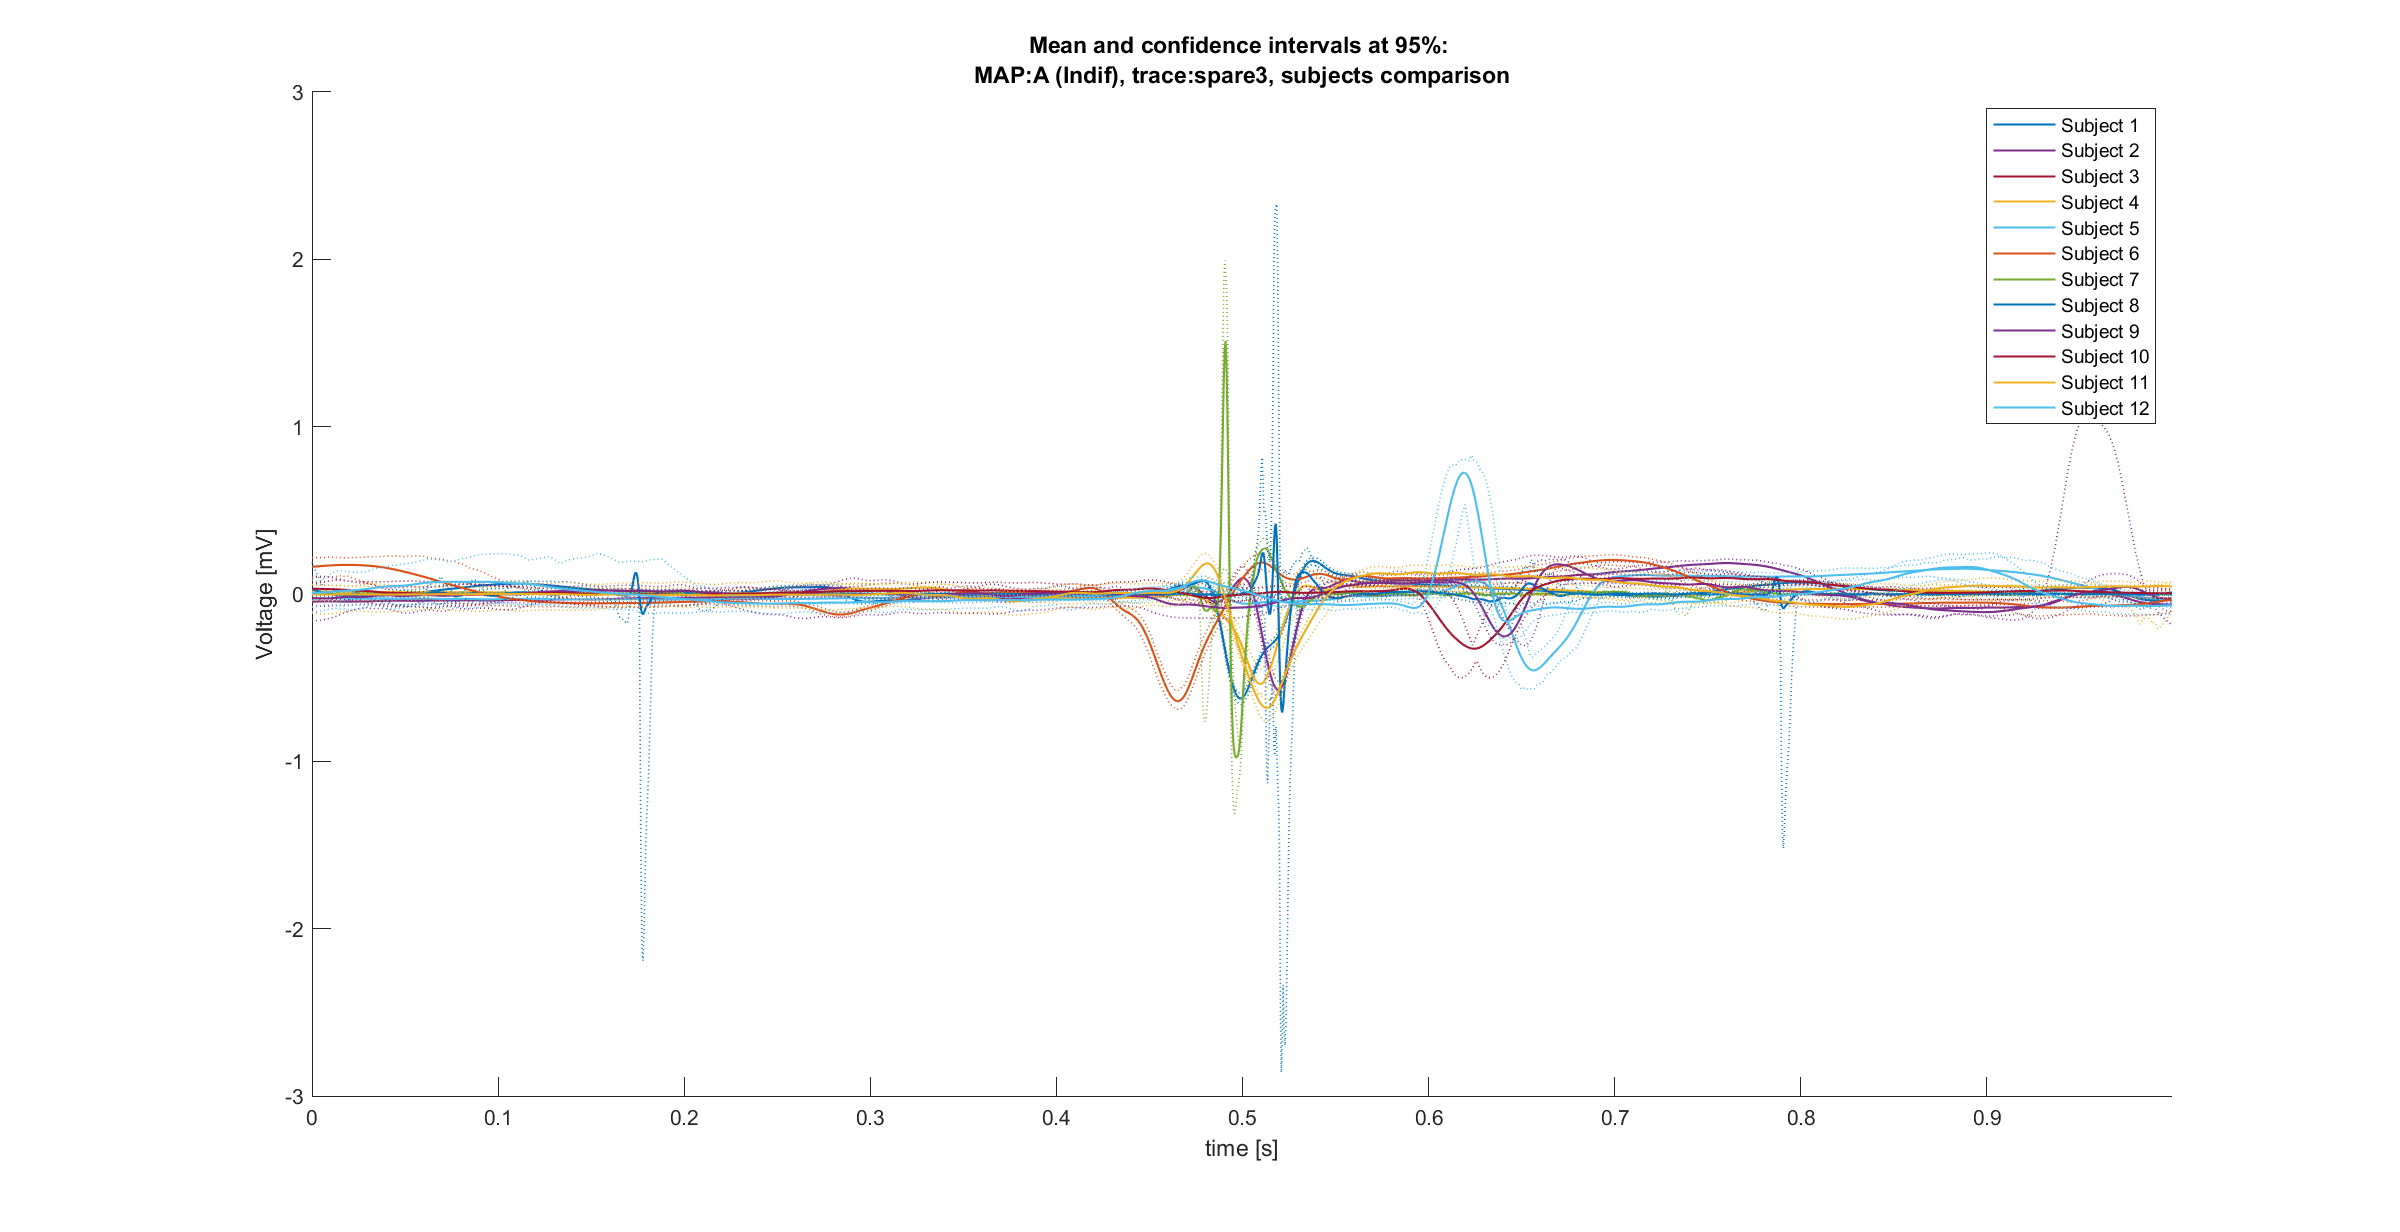 Mean and confidence intervals at 95%:
MAP:A (Indif), trace:spare3, subjects comparison
3
2
1
0
-1
-2
-3
Voltage [mV]
Subject 1
Subject 2
Subject 3
Subject 4
Subject 5
Subject 6
Subject 7
Subject 8
Subject 9
Subject 10
Subject 11
Subject 12
0 0.1 0.2 0.3 0.4 0.5 0.6 0.7 0.8 0.9
time [s]